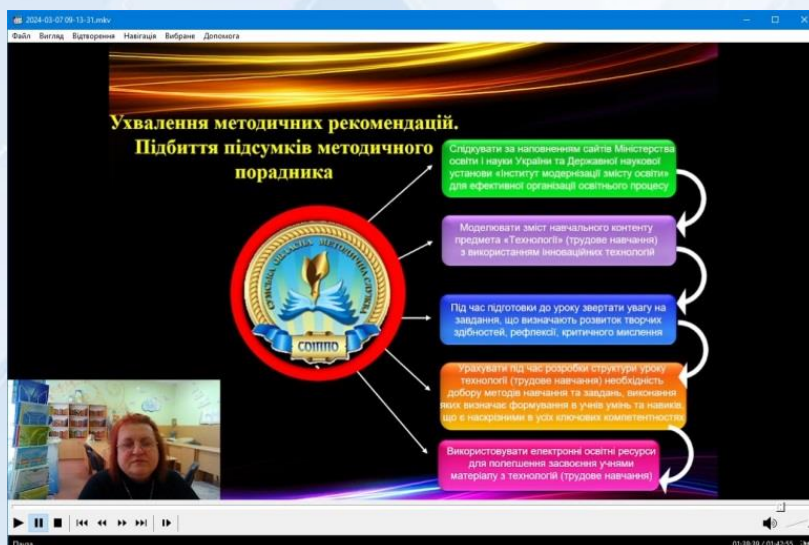 2024-03-07 09-13-31.mkv
Файл Вигляд Відтворення Навігація Вибране Допомога
Ухвалення методичних рекомендацій.
Підбиття підсумків методичного
порадника
Слідкувати за наповненням сайтів Міністерства
освіти і науки України та Державної наукової
установи «Інститут модернізації змісту освіти»
для ефективної організації освітнього процесу
Моделювати зміст навчального контенту
предмета «Технології» (трудове навчання)
з використанням інноваційних технологій
Під час підготовки до уроку звертати увагу на
завдання, що визначають розвиток творчих
здібностей, рефлексії, критичного мислення
Урахувати під час розробки структури уроку
технології (трудове навчання) необхідність
добору методів навчання та завдань, виконання
яких визначає формування в учнів умінь та навиків,
що є наскрізними в усіх ключових компетентностях
Використовувати електронні освітні ресурси
для полегшення засвоєння учнями
матеріалу з технологій (трудове навчання)
СУМСЬКА ОБЛАСНА МЕТОДИЧНА СЛУЖБА
СОІППО
Пауза
01:39:39 / 01:42:55